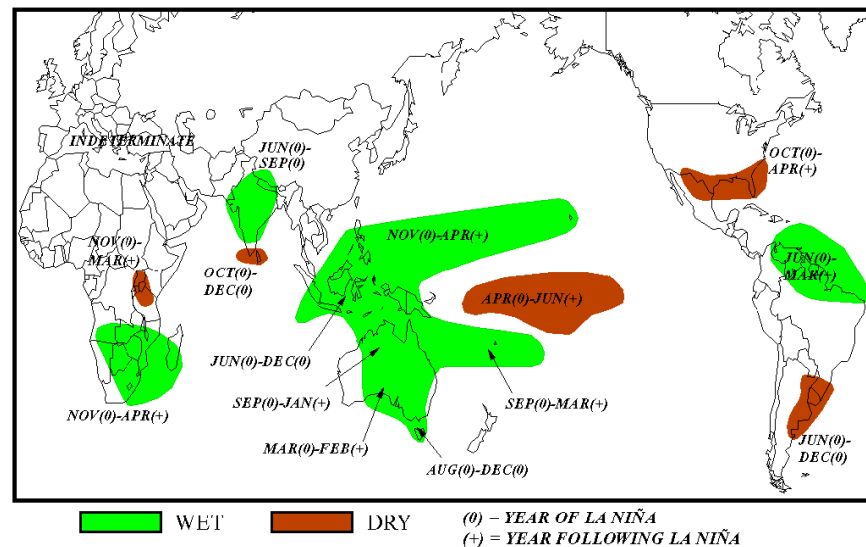 INDETERMINATE
JUN(0)-
SEP(0)
OCT(0)-
APR(+)
NOV(0)-APR(+)
NOV(0)-
MAR(+)
JUN(0)-
MAR(+)
OCT(0)-
DEC(0)
APR(0)-JUN(+)
JUN(0)-DEC(0)
SEP(0)-JAN(+)
SEP(0)-MAR(+)
NOV(0)-APR(+)
MAR(0)-FEB(+)
AUG(0)-DEC(0)
JUN(0)-
DEC(0)
WET
DRY
(0) – YEAR OF LA NIÑA
(+) = YEAR FOLLOWING LA NIÑA